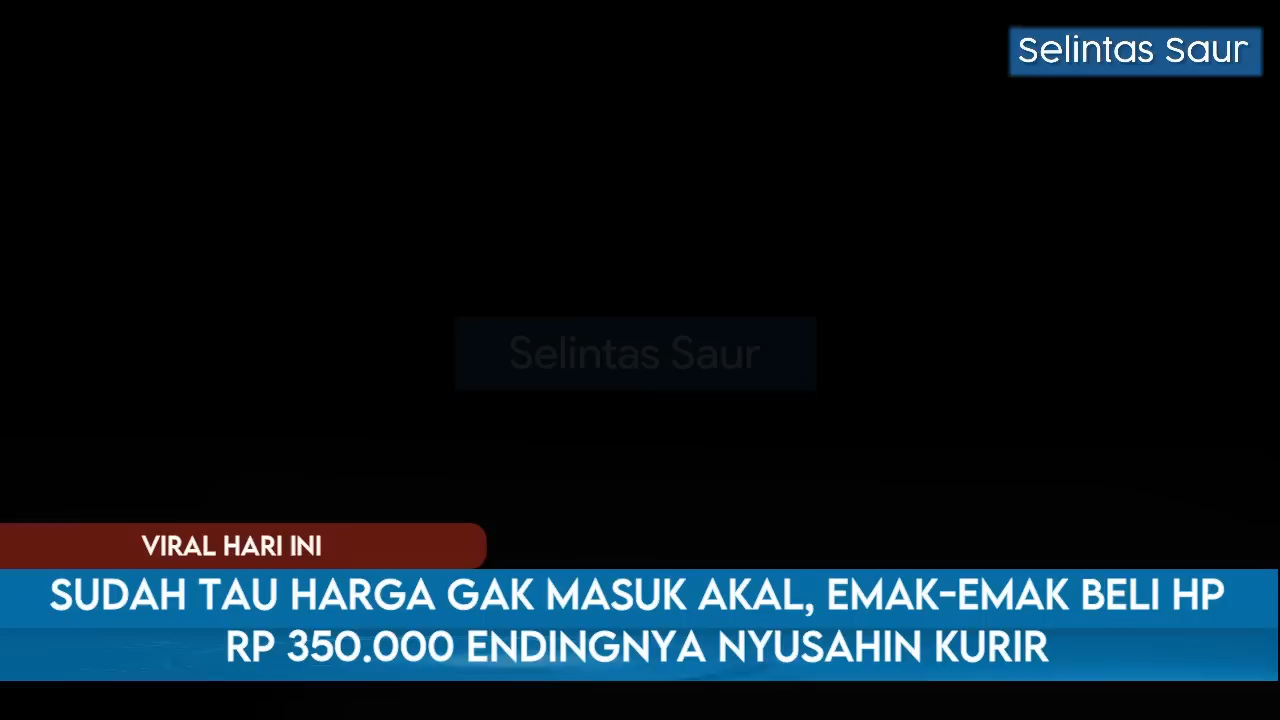 Selintas Saur
Selintas Saur
VIRAL HARI INI
SUDAH TAU HARGA GAK MASUK AKAL, EMAK-EMAK BELI HP
RP 350.000 ENDINGNYA NYUSAHIN KURIR